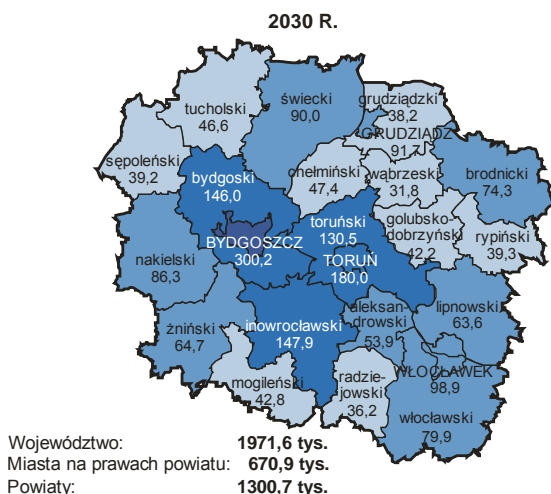 2030 R.
tucholski
46,6
świecki
90,0
grudziądzki
38,2
GRUDZIĄDZ
91,7
sępoleński
39,2
bydgoski
146,0
chełmiński
47,4
wąbrzeski
31,8
brodnicki
74,3
toruński
130,5
golubsko-
dobrzyński
42,2
rypiński
39,3
BYDGOSZCZ
300,2
TORUŃ
180,0
nakielski
86,3
żniński
64,7
inowrocławski
147,9
aleksan-
drowski
53,9
lipnowski
63,6
mogileński
42,8
radzie-
jowski
36,2
WŁOCŁAWEK
98,9
włocławski
79,9
Województwo: 1971,6 tys.
Miasta na prawach powiatu: 670,9 tys.
Powiaty: 1300,7 tys.